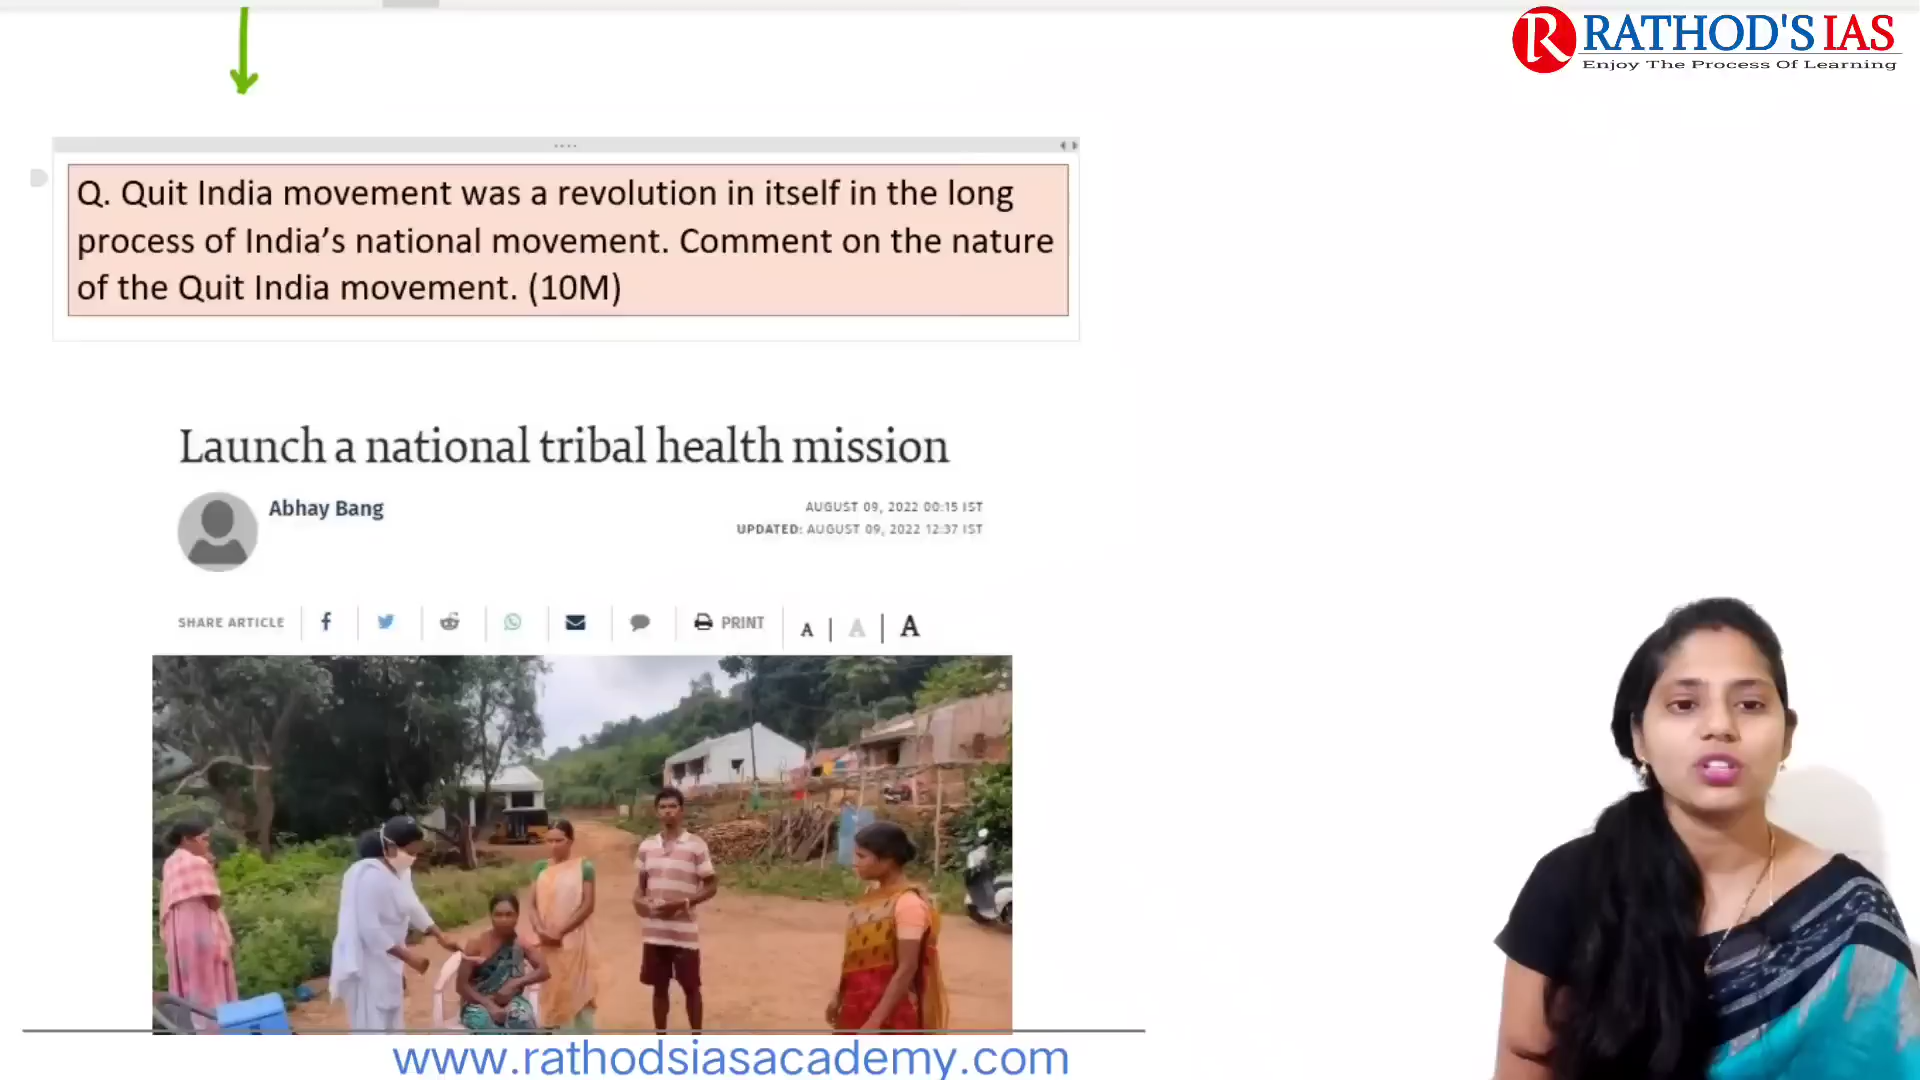 RATHOD'S IAS
Enjoy The Process Of Learning
Q. Quit India movement was a revolution in itself in the long
process of India’s national movement. Comment on the nature
of the Quit India movement. (10M)
Launch a national tribal health mission
Abhay Bang
AUGUST 09, 2022 00:15 IST
UPDATED: AUGUST 09, 2022 12:37 IST
SHARE ARTICLE
PRINT
A | A | A
www.rathodsiasacademy.com